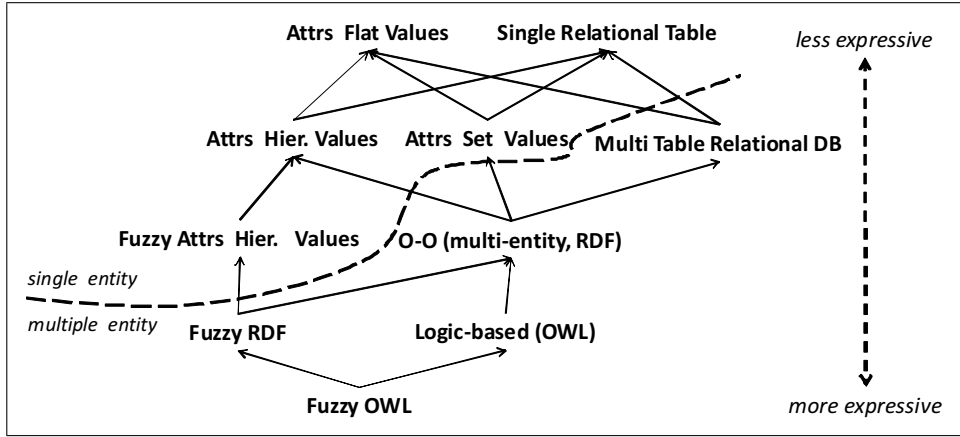 Attrs Flat Values
Single Relational Table
less expressive
Attrs Hier. Values
Attrs Set Values
Multi Table Relational DB
Fuzzy Attrs Hier. Values
O-O (multi-entity, RDF)
single entity
multiple entity
Fuzzy RDF
Logic-based (OWL)
Fuzzy OWL
more expressive